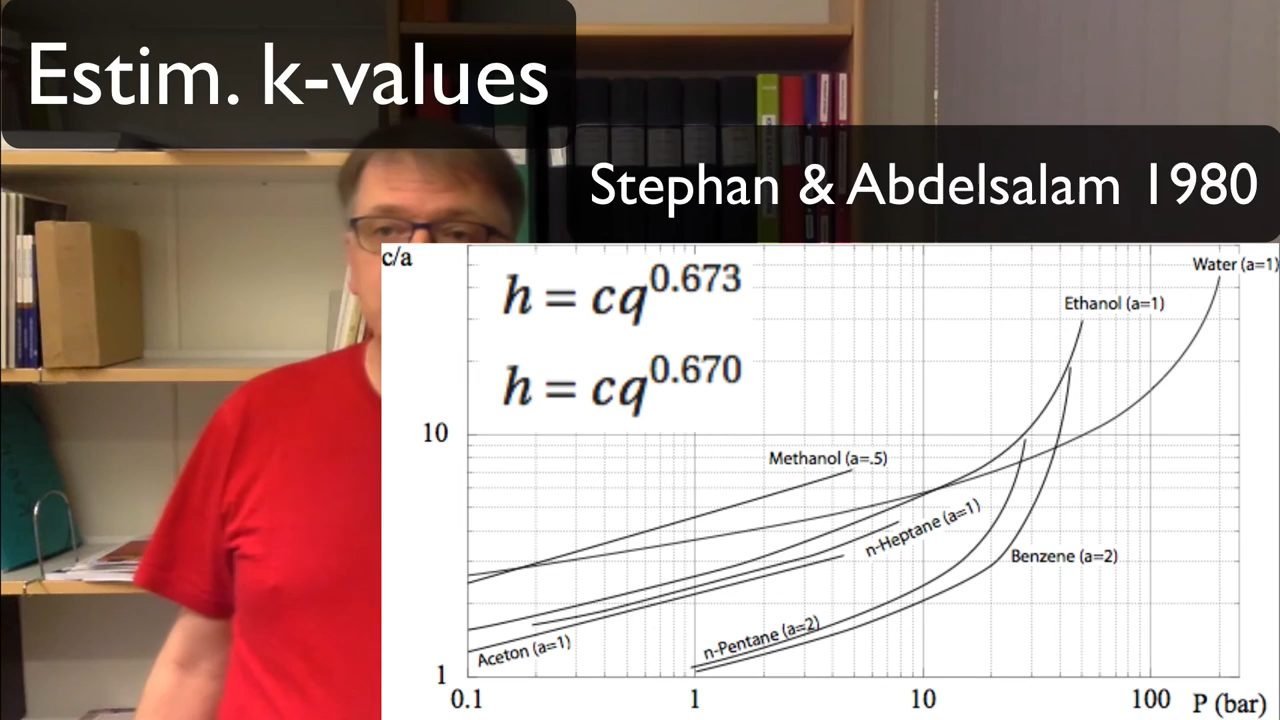 Estim. k-values
Stephan & Abdelsalam 1980
c/a
h = cq^0.673
h = cq^0.670
Water (a=1)
Ethanol (a=1)
10
Methanol (a=.5)
n-Heptane (a=1)
Benzene (a=2)
n-Pentane (a=2)
Aceton (a=1)
1
0.1 1 10 100 P (bar)